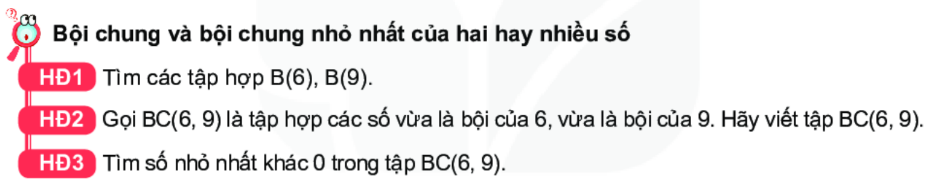 Bội chung và bội chung nhỏ nhất của hai hay nhiều số
HĐ1 Tìm các tập hợp B(6), B(9).
HĐ2 Gọi BC(6, 9) là tập hợp các số vừa là bội của 6, vừa là bội của 9. Hãy viết tập BC(6, 9).
HĐ3 Tìm số nhỏ nhất khác 0 trong tập BC(6, 9).